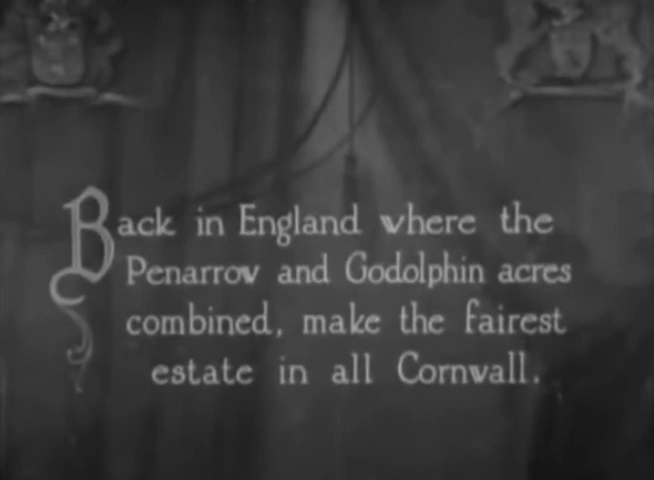 Back in England where the
Penarrow and Godolphin acres
combined, make the fairest
estate in all Cornwall.